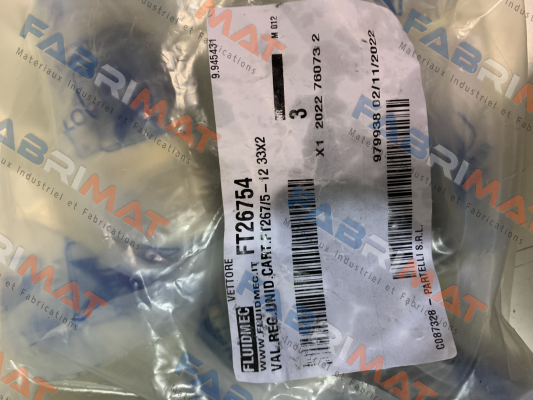 FLUIDMEC
VETTORE
WWW.FLUIDMEC.IT
FT26754
VAL.REG.UNID.CART.FT267/5-12 33X2
9.945431
M 012
3
X1 2022 76073 2
979938 02/11/2022
C087328 - PARTELLI S.R.L.
FABRIMAT
Materiaux Industriel et Fabrications